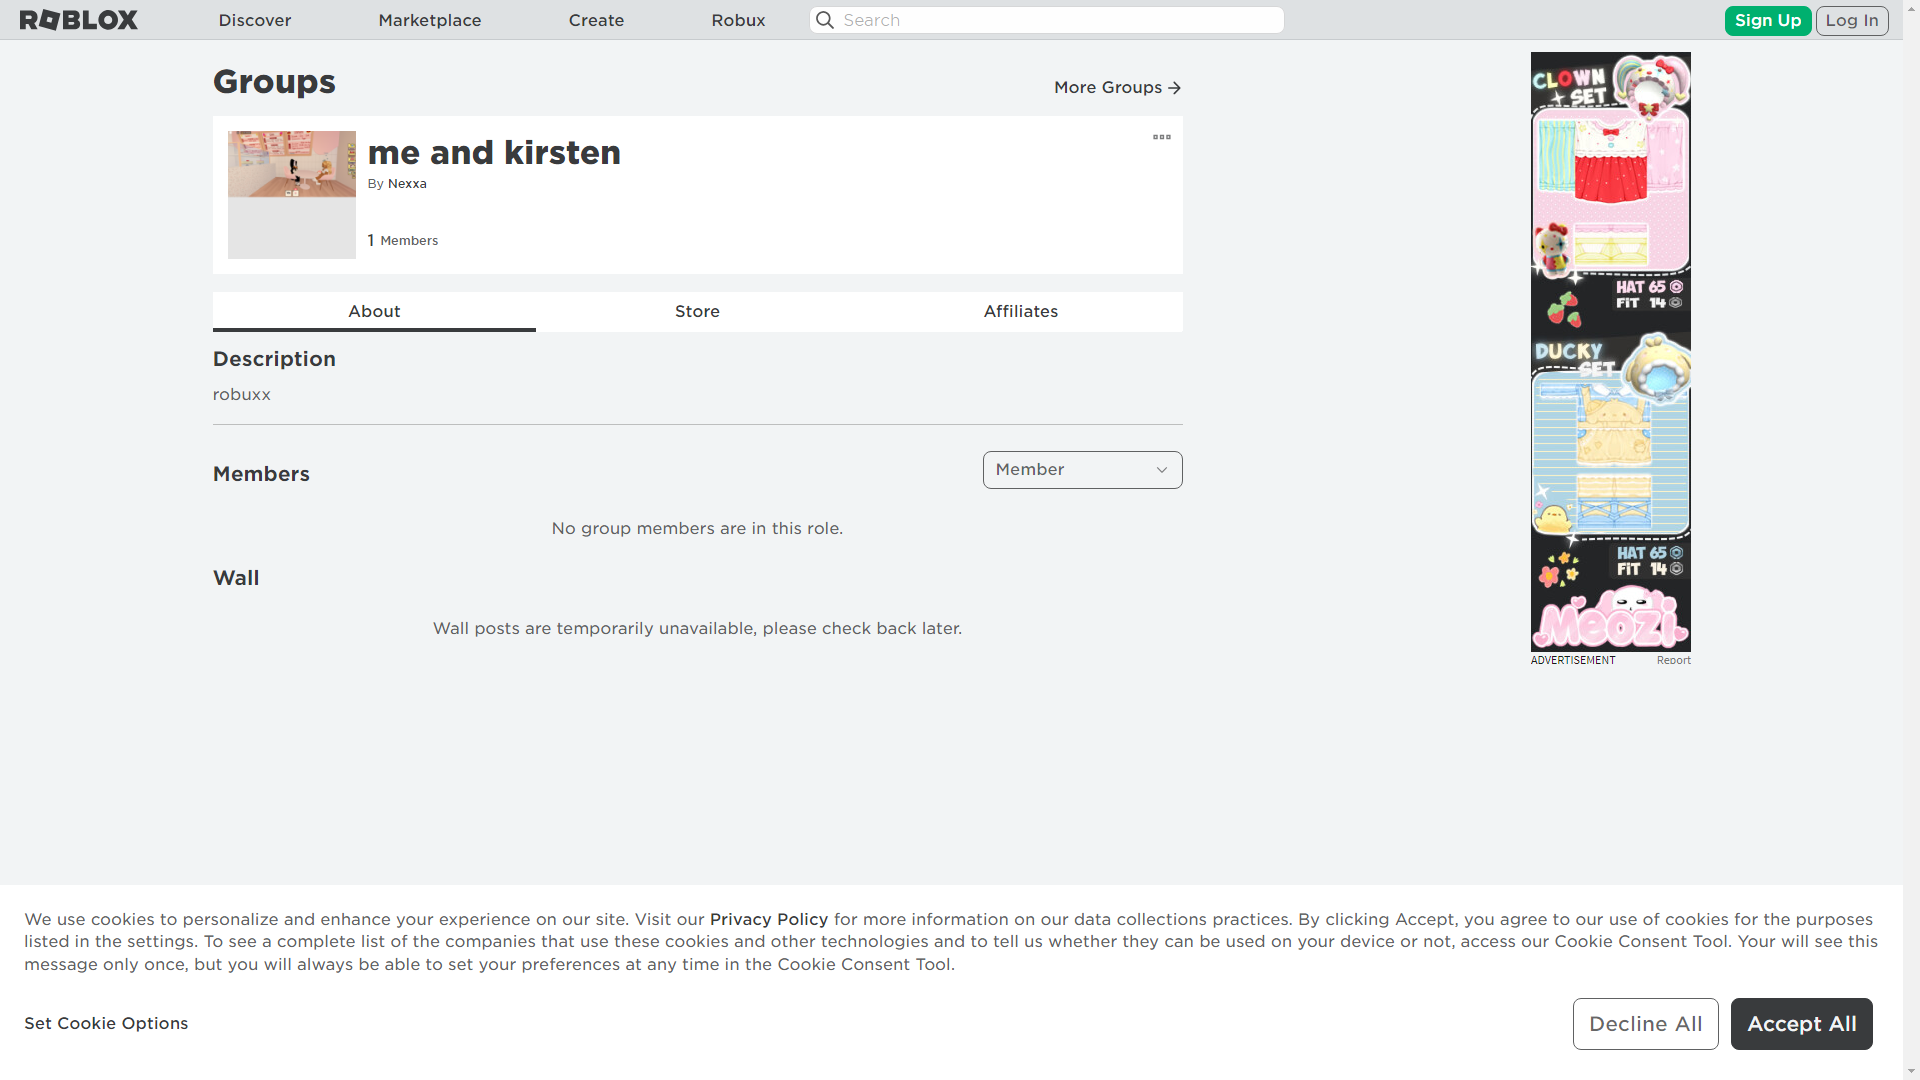 ROBLOX
Discover
Marketplace
Create
Robux
Search
Sign Up
Log In
Groups
More Groups
me and kirsten
By Nexxa
1 Members
About
Store
Affiliates
Description
robuxx
Members
Member
No group members are in this role.
Wall
Wall posts are temporarily unavailable, please check back later.
CLOWN
SET
HAT 65
FIT 14
DUCKY
SET
HAT 65
FIT 14
Meozi
ADVERTISEMENT
Report
We use cookies to personalize and enhance your experience on our site. Visit our Privacy Policy for more information on our data collections practices. By clicking Accept, you agree to our use of cookies for the purposes
listed in the settings. To see a complete list of the companies that use these cookies and other technologies and to tell us whether they can be used on your device or not, access our Cookie Consent Tool. Your will see this
message only once, but you will always be able to set your preferences at any time in the Cookie Consent Tool.
Set Cookie Options
Decline All
Accept All